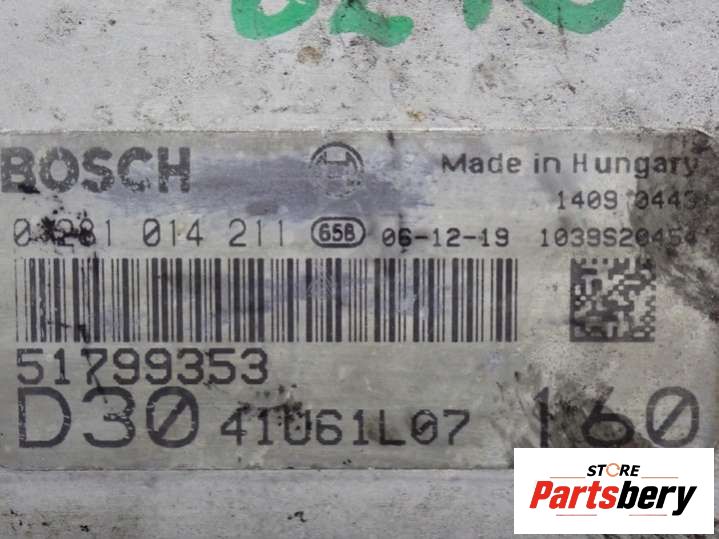 BOSCH Made in Hungary
1409 0443
0 281 014 211 65B 06-12-19 1039S20454
51799353
D30 41U61L07 160
STORE
Partsbery